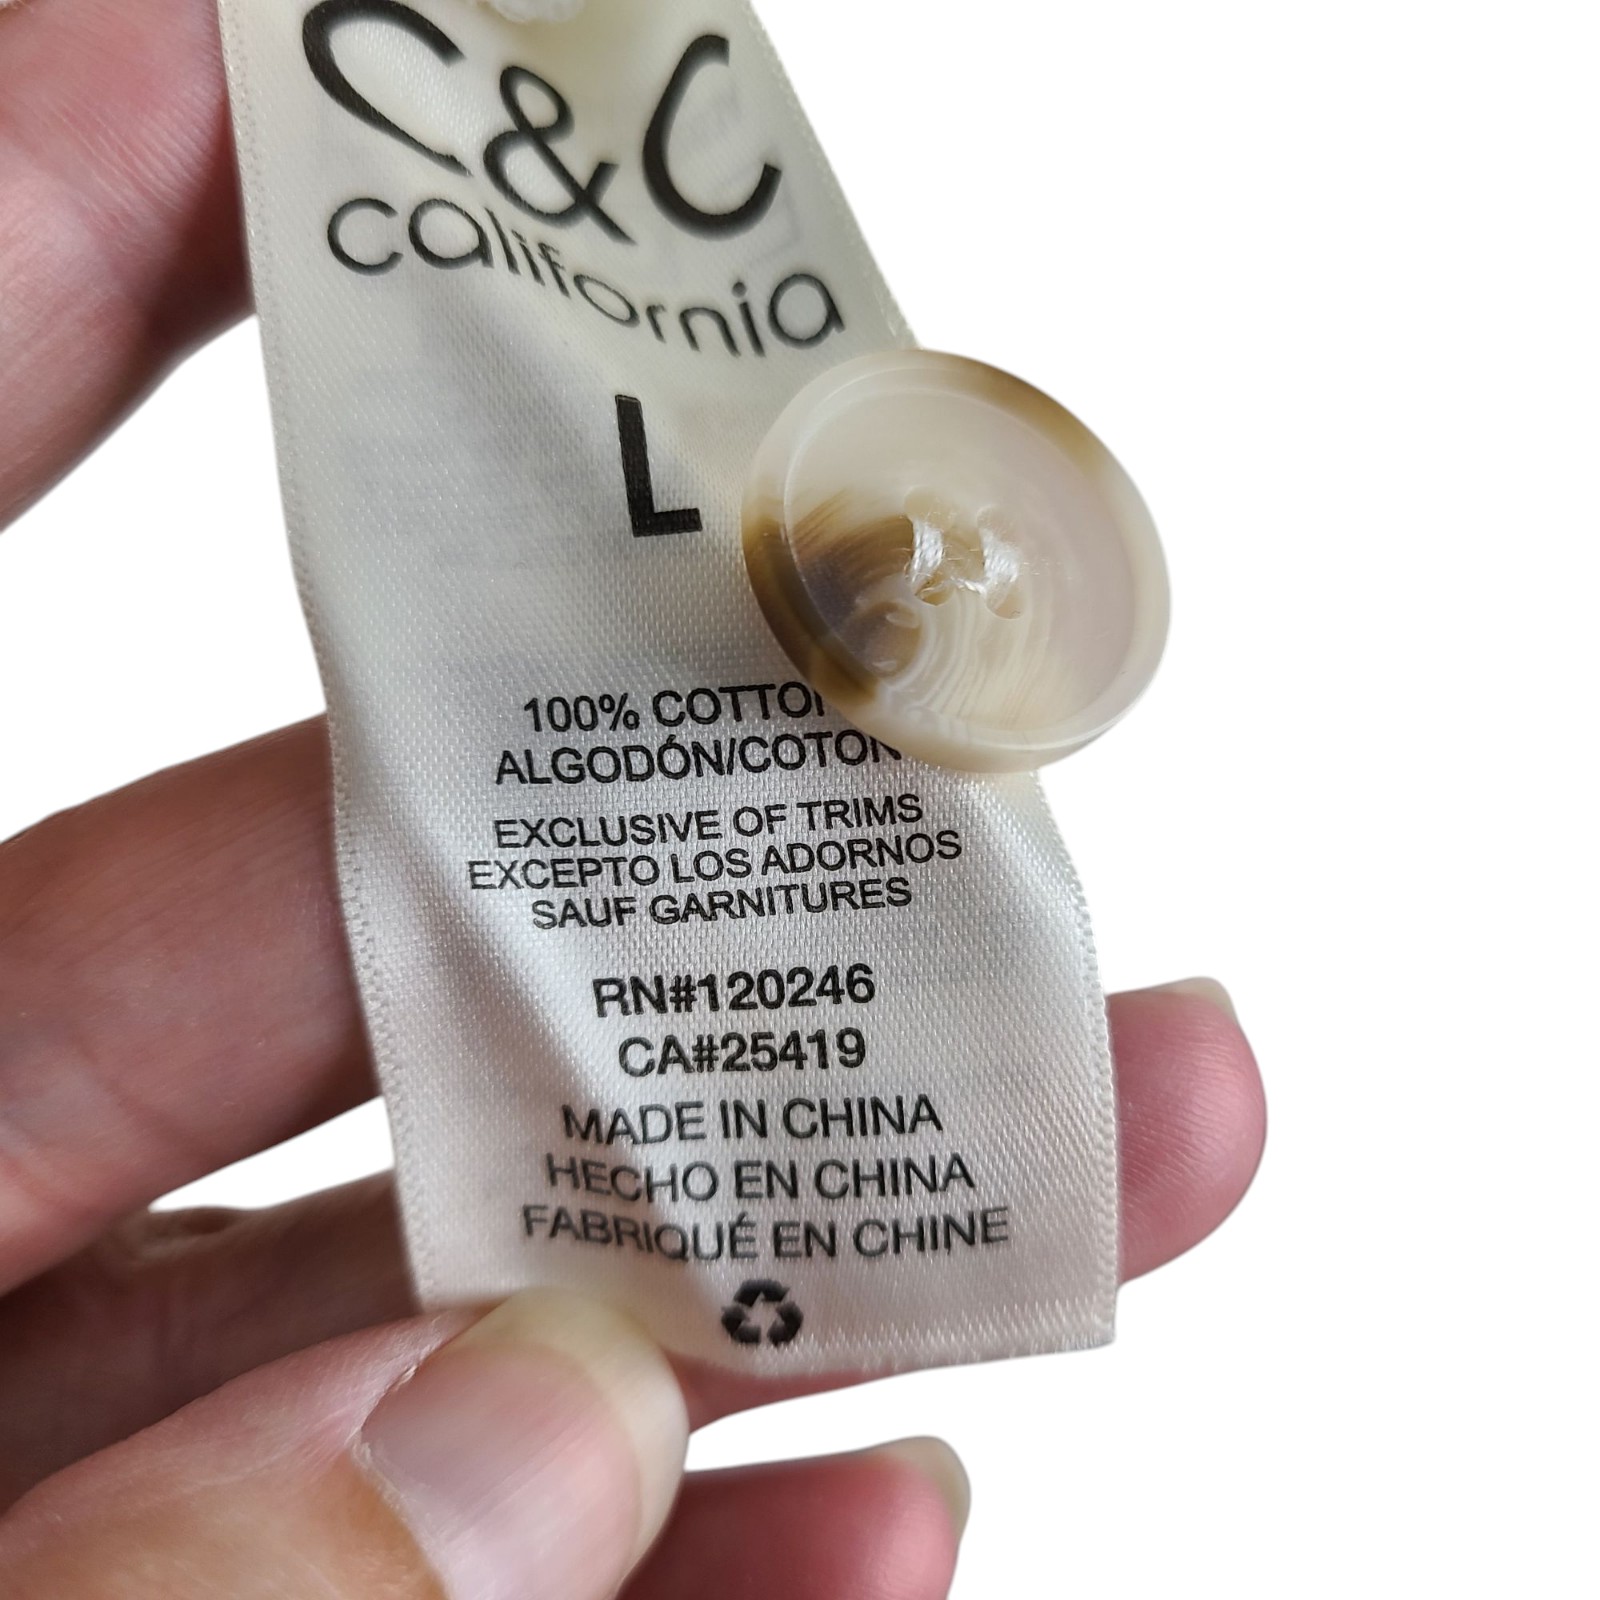 C&C
california
L
100% COTTON
ALGODÓN/COTON
EXCLUSIVE OF TRIMS
EXCEPTO LOS ADORNOS
SAUF GARNITURES
RN#120246
CA#25419
MADE IN CHINA
HECHO EN CHINA
FABRIQUÉ EN CHINE